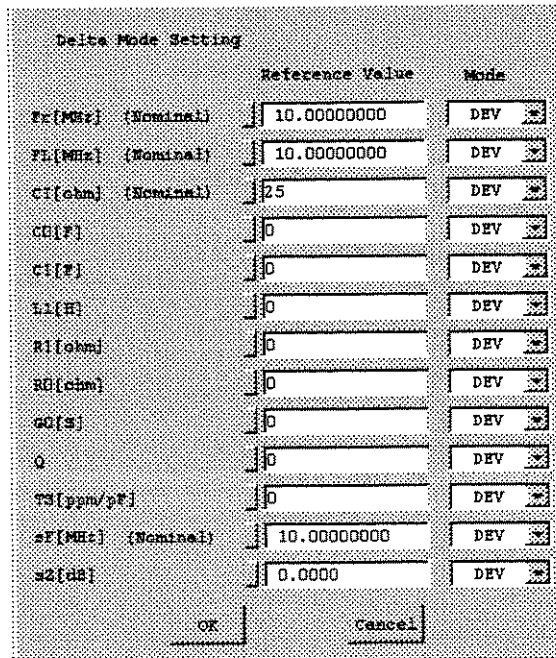 Delta Mode Setting
Reference Value Mode
Fr[MHz] (Nominal) 10.00000000 DEV
FL[MHz] (Nominal) 10.00000000 DEV
CI[ohm] (Nominal) 25 DEV
C0[F] 0 DEV
C1[F] 0 DEV
L1[H] 0 DEV
R1[ohm] 0 DEV
R0[ohm] 0 DEV
G0[S] 0 DEV
Q 0 DEV
TS[ppm/pF] 0 DEV
sF[MHz] (Nominal) 10.00000000 DEV
sZ[dB] 0.0000 DEV
OK Cancel